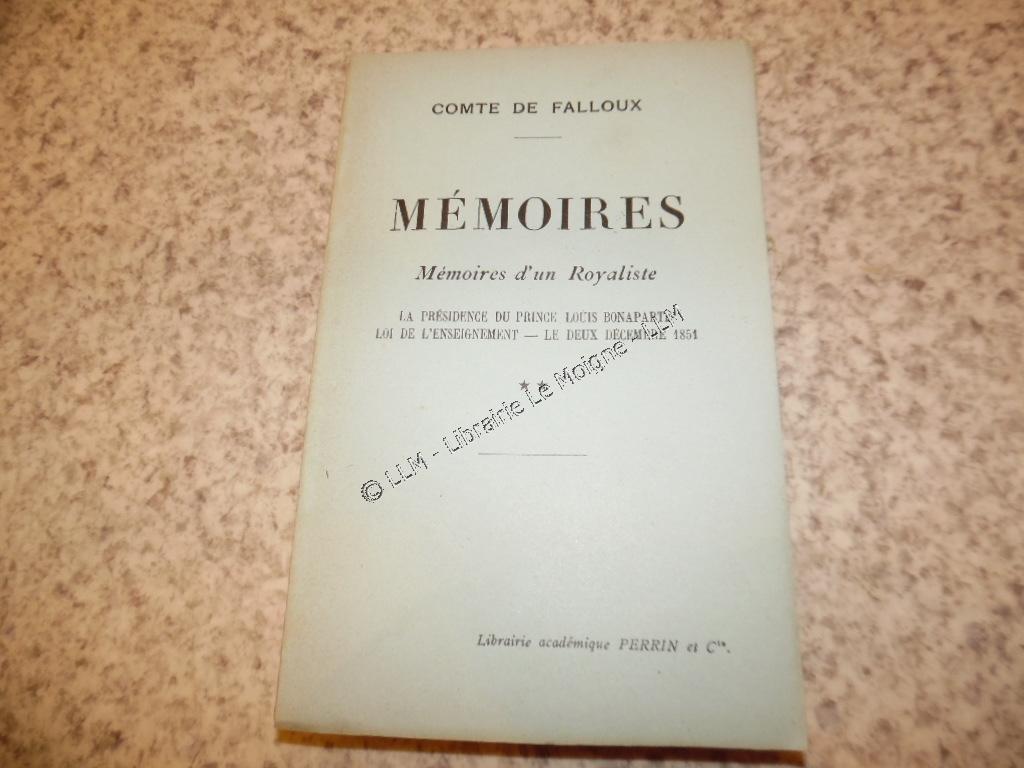 COMTE DE FALLOUX
MÉMOIRES
Mémoires d'un Royaliste
LA PRÉSIDENCE DU PRINCE LOUIS BONAPARTE
LOI DE L'ENSEIGNEMENT — LE DEUX DÉCEMBRE 1851
★ ★
© LLM - Librairie Le Moigne - LLM
Librairie académique PERRIN et Cie.